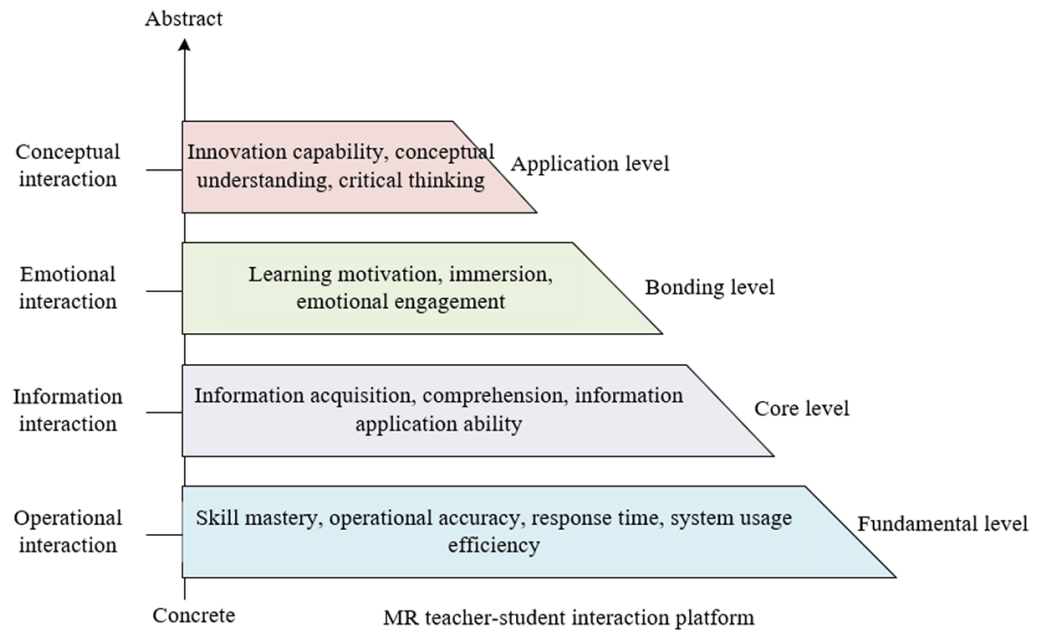 Abstract
Conceptual
interaction
Innovation capability, conceptual
understanding, critical thinking
Application level
Emotional
interaction
Learning motivation, immersion,
emotional engagement
Bonding level
Information
interaction
Information acquisition, comprehension, information
application ability
Core level
Operational
interaction
Skill mastery, operational accuracy, response time, system usage
efficiency
Fundamental level
Concrete
MR teacher-student interaction platform